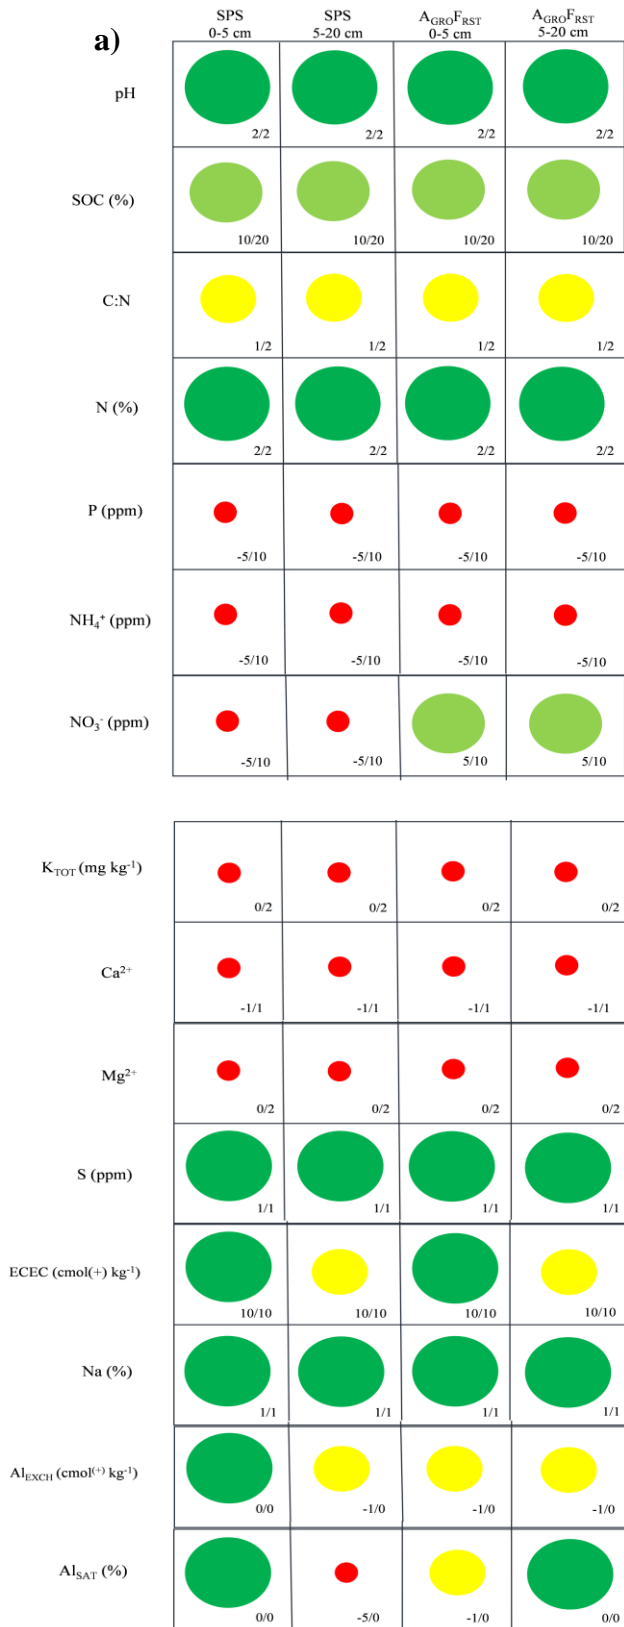 a)
SPS 0-5 cm SPS 5-20 cm A_GRO F_RST 0-5 cm A_GRO F_RST 5-20 cm
pH 2/2 2/2 2/2 2/2
SOC (%) 10/20 10/20 10/20 10/20
C:N 1/2 1/2 1/2 1/2
N (%) 2/2 2/2 2/2 2/2
P (ppm) -5/10 -5/10 -5/10 -5/10
NH₄⁺ (ppm) -5/10 -5/10 -5/10 -5/10
NO₃⁻ (ppm) -5/10 -5/10 5/10 5/10
K_TOT (mg kg⁻¹) 0/2 0/2 0/2 0/2
Ca²⁺ -1/1 -1/1 -1/1 -1/1
Mg²⁺ 0/2 0/2 0/2 0/2
S (ppm) 1/1 1/1 1/1 1/1
ECEC (cmol(+) kg⁻¹) 10/10 10/10 10/10 10/10
Na (%) 1/1 1/1 1/1 1/1
Al_EXCH (cmol⁽⁺⁾ kg⁻¹) 0/0 -1/0 -1/0 -1/0
Al_SAT (%) 0/0 -5/0 -1/0 0/0